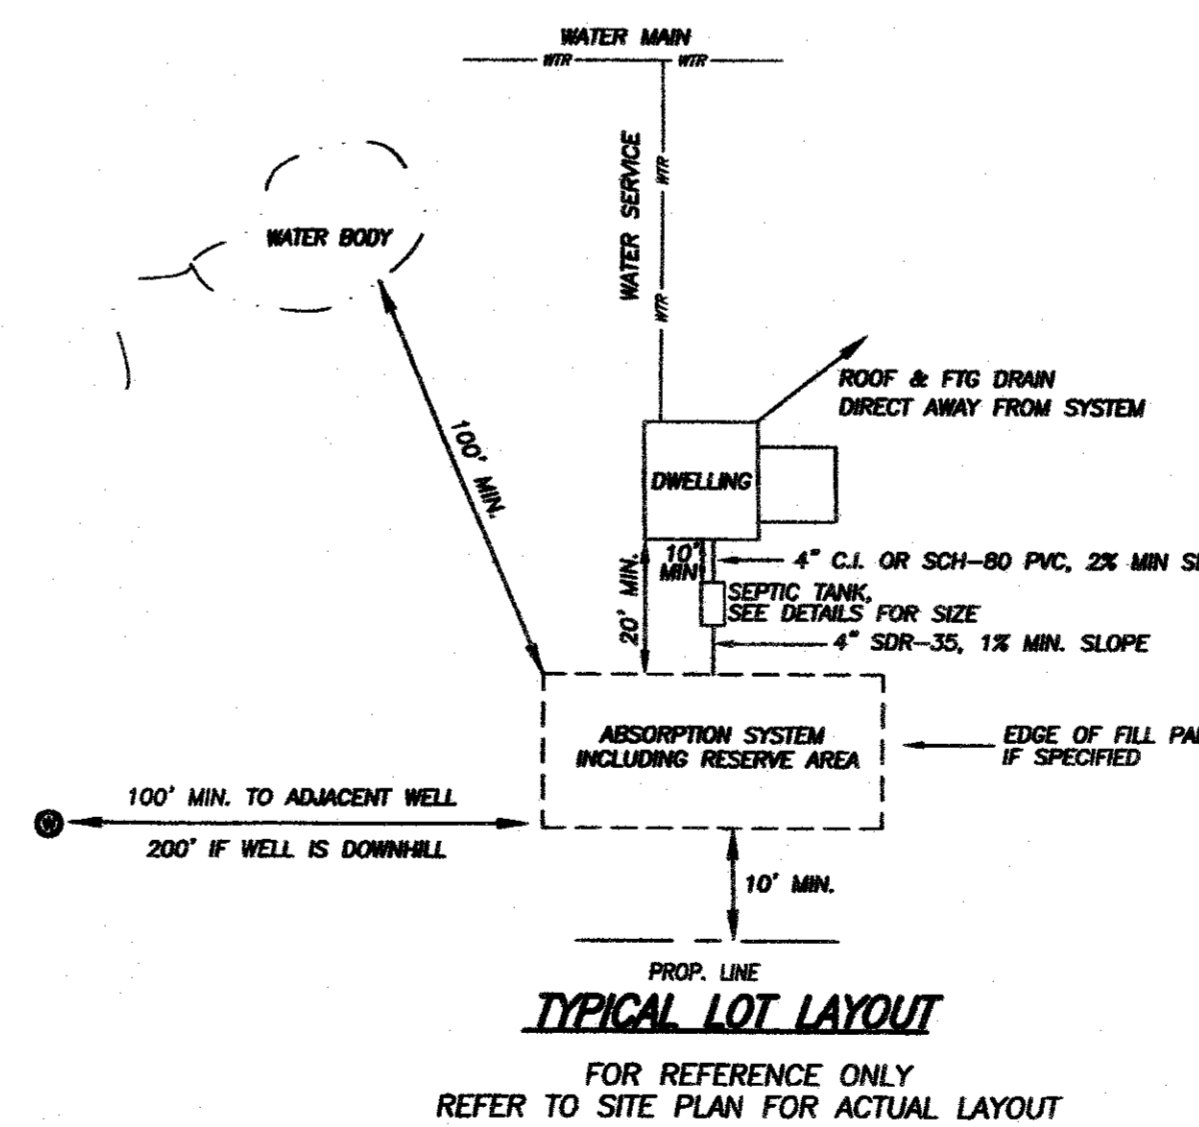 WATER MAIN
WTR WTR
WATER SERVICE
WTR
WTR
WATER BODY
100' MIN.
ROOF & FTG DRAIN
DIRECT AWAY FROM SYSTEM
DWELLING
20' MIN.
10'
MIN
4" C.I. OR SCH-80 PVC, 2% MIN
SEPTIC TANK,
SEE DETAILS FOR SIZE
4" SDR-35, 1% MIN. SLOPE
ABSORPTION SYSTEM
INCLUDING RESERVE AREA
EDGE OF FILL
IF SPECIFIED
100' MIN. TO ADJACENT WELL
W
200' IF WELL IS DOWNHILL
10' MIN.
PROP. LINE
TYPICAL LOT LAYOUT
FOR REFERENCE ONLY
REFER TO SITE PLAN FOR ACTUAL LAYOUT